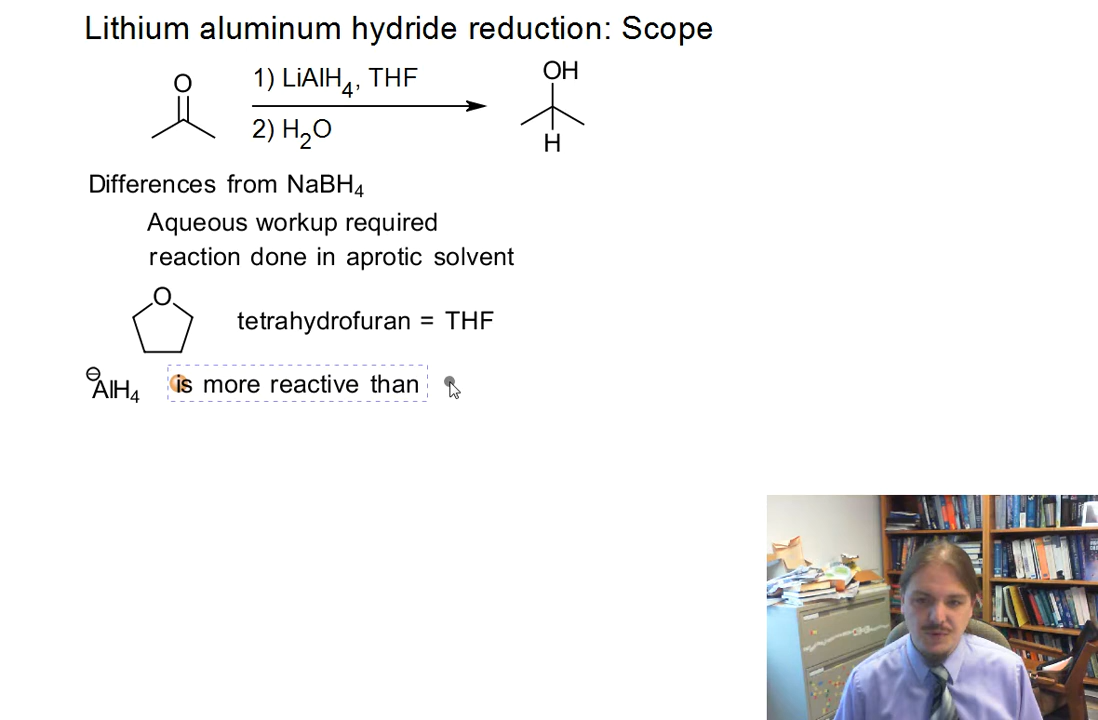 Lithium aluminum hydride reduction: Scope
O
1) LiAlH4, THF
2) H2O
OH
H
Differences from NaBH4
Aqueous workup required
reaction done in aprotic solvent
O
tetrahydrofuran = THF
⊖AlH4 is more reactive than